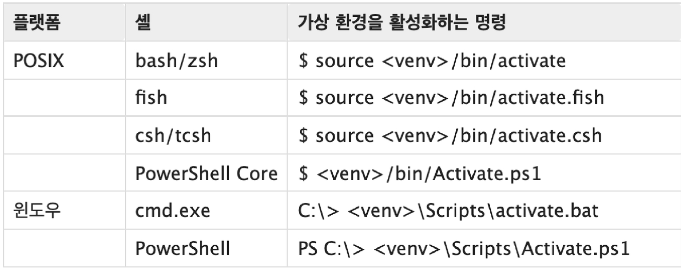 플랫폼 셸 가상 환경을 활성화하는 명령
POSIX bash/zsh $ source <venv>/bin/activate
fish $ source <venv>/bin/activate.fish
csh/tcsh $ source <venv>/bin/activate.csh
PowerShell Core $ <venv>/bin/Activate.ps1
윈도우 cmd.exe C:\> <venv>\Scripts\activate.bat
PowerShell PS C:\> <venv>\Scripts\Activate.ps1